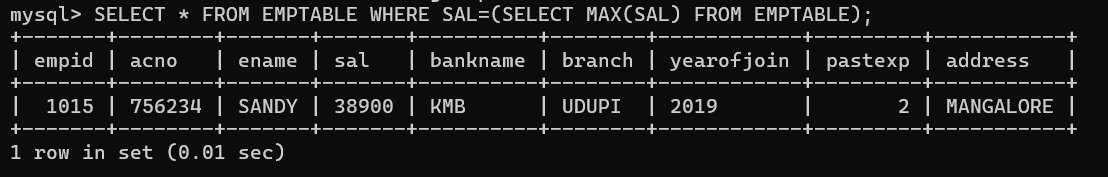 mysql> SELECT * FROM EMPTABLE WHERE SAL=(SELECT MAX(SAL) FROM EMPTABLE);
+-------+--------+-------+-------+----------+--------+------------+---------+-----------+
| empid | acno   | ename | sal   | bankname | branch | yearofjoin | pastexp | address   |
+-------+--------+-------+-------+----------+--------+------------+---------+-----------+
|  1015 | 756234 | SANDY | 38900 | KMB      | UDUPI  | 2019       |       2 | MANGALORE |
+-------+--------+-------+-------+----------+--------+------------+---------+-----------+
1 row in set (0.01 sec)